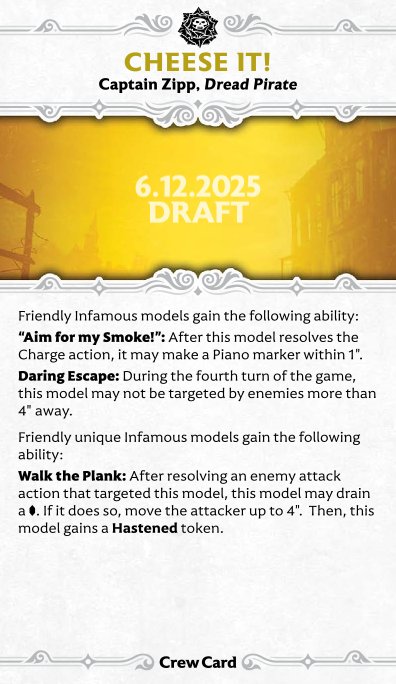 CHEESE IT!
Captain Zipp, Dread Pirate
6.12.2025
DRAFT
Friendly Infamous models gain the following ability:
“Aim for my Smoke!”: After this model resolves the
Charge action, it may make a Piano marker within 1".
Daring Escape: During the fourth turn of the game,
this model may not be targeted by enemies more than
4" away.
Friendly unique Infamous models gain the following
ability:
Walk the Plank: After resolving an enemy attack
action that targeted this model, this model may drain
a . If it does so, move the attacker up to 4". Then, this
model gains a Hastened token.
Crew Card